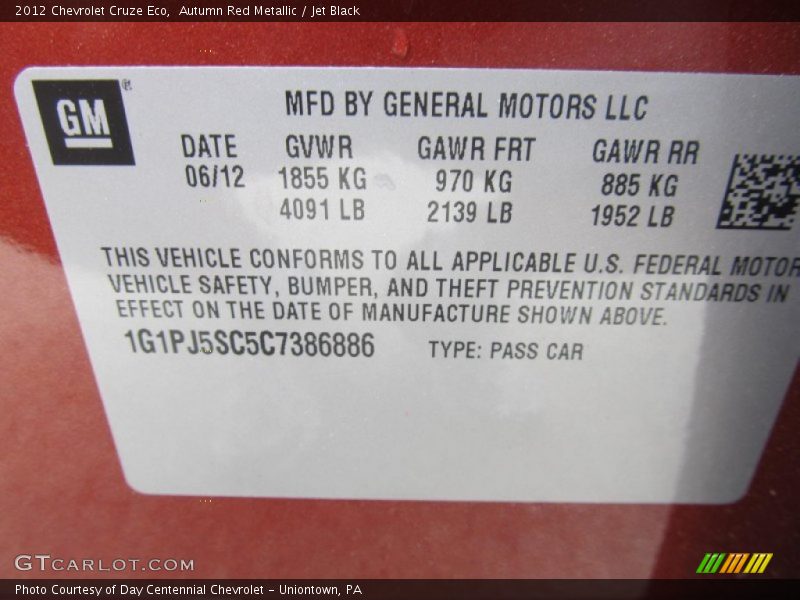 2012 Chevrolet Cruze Eco,  Autumn Red Metallic / Jet Black
GM®
MFD BY GENERAL MOTORS LLC
DATE GVWR GAWR FRT GAWR RR
06/12 1855 KG 970 KG 885 KG
4091 LB 2139 LB 1952 LB
THIS VEHICLE CONFORMS TO ALL APPLICABLE U.S. FEDERAL MOTOR
VEHICLE SAFETY, BUMPER, AND THEFT PREVENTION STANDARDS IN
EFFECT ON THE DATE OF MANUFACTURE SHOWN ABOVE.
1G1PJ5SC5C7386886 TYPE: PASS CAR
GTCARLOT.COM
Photo Courtesy of Day Centennial Chevrolet - Uniontown, PA